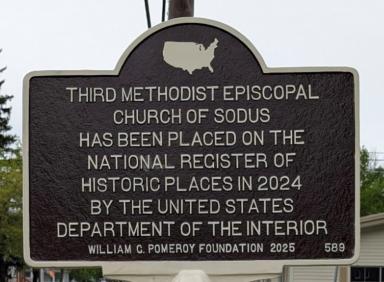 THIRD METHODIST EPISCOPAL
CHURCH OF SODUS
HAS BEEN PLACED ON THE
NATIONAL REGISTER OF
HISTORIC PLACES IN 2024
BY THE UNITED STATES
DEPARTMENT OF THE INTERIOR
WILLIAM G. POMEROY FOUNDATION 2025 589